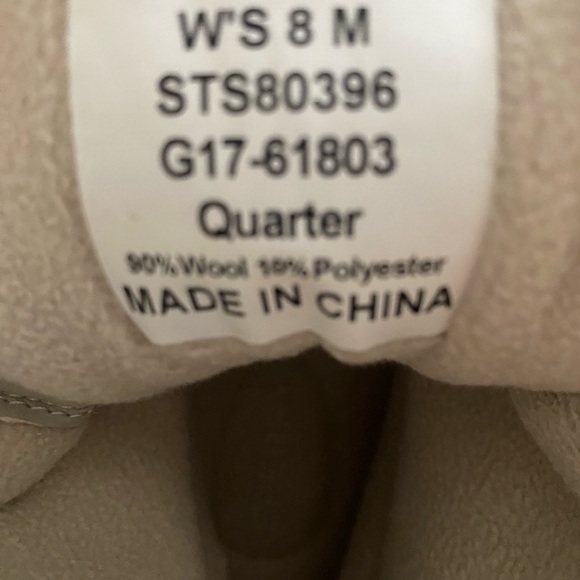 W'S 8 M
STS80396
G17-61803
Quarter
90% Wool 10% Polyester
MADE IN CHINA